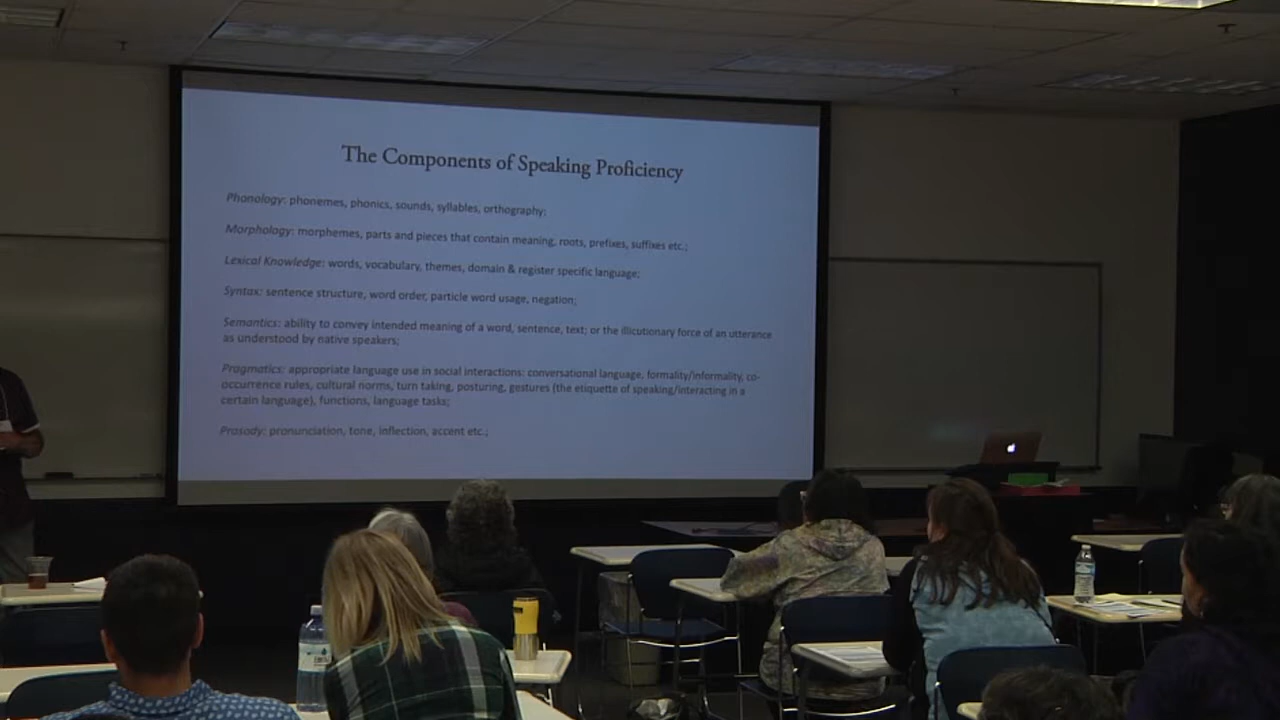 The Components of Speaking Proficiency
Phonology: phonemes, phonics, sounds, syllables, orthography;
Morphology: morphemes, parts and pieces that contain meaning, roots, prefixes, suffixes etc.;
Lexical Knowledge: words, vocabulary, themes, domain & register specific language;
Syntax: sentence structure, word order, particle word usage, negation;
Semantics: ability to convey intended meaning of a word, sentence, text; or the illicutionary force of an utterance
as understood by native speakers;
Pragmatics: appropriate language use in social interactions: conversational language, formality/informality, co-
occurrence rules, cultural norms, turn taking, posturing, gestures (the etiquette of speaking/interacting in a
certain language), functions, language tasks;
Prosody: pronunciation, tone, inflection, accent etc.;